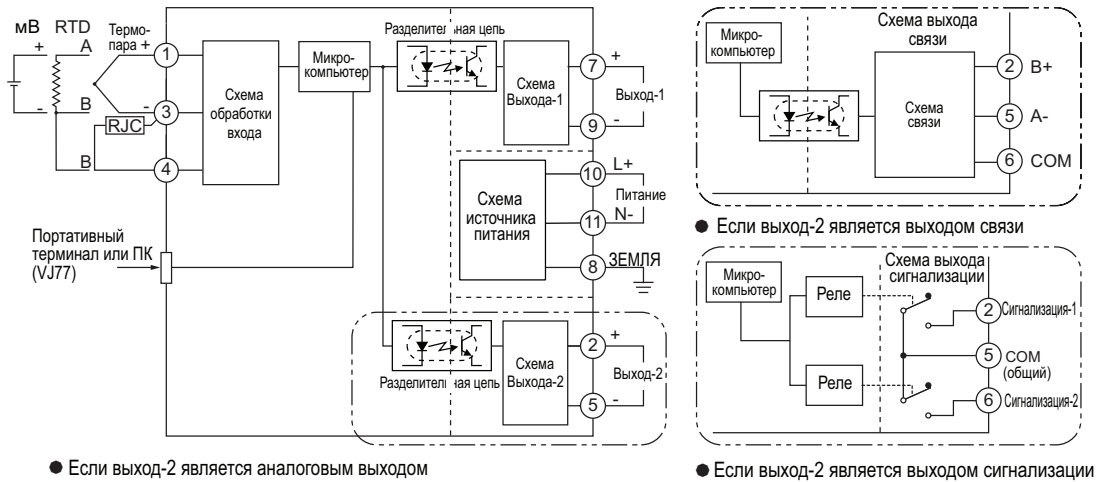 мВ RTD
+ A
- B
B
Термо-
пара +
-
RJC
1
3
4
Схема
обработки
входа
Микро-
компьютер
Разделительная цепь
Схема
Выхода-1
7 +
Выход-1
9 -
Схема
источника
питания
10 L+
Питание
11 N-
8 ЗЕМЛЯ
Портативный
терминал или ПК
(VJ77)
Разделительная цепь
Схема
Выхода-2
2 +
Выход-2
5 -
● Если выход-2 является аналоговым выходом
Схема выхода
связи
Микро-
компьютер
Схема
связи
2 B+
5 A-
6 COM
● Если выход-2 является выходом связи
Схема выхода
сигнализации
Микро-
компьютер
Реле
Реле
2 Сигнализация-1
5 COM
(общий)
6 Сигнализация-2
● Если выход-2 является выходом сигнализации